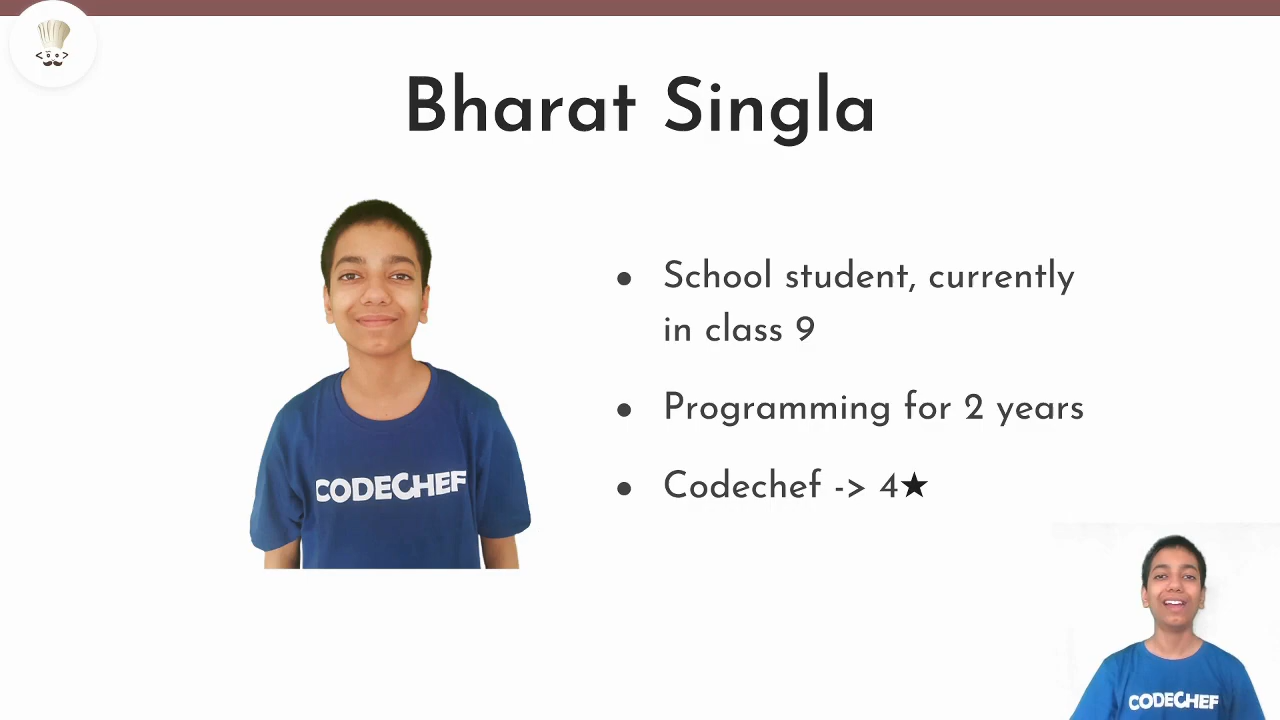 Bharat Singla
School student, currently
in class 9
Programming for 2 years
Codechef -> 4★
CODECHEF
CODECHEF